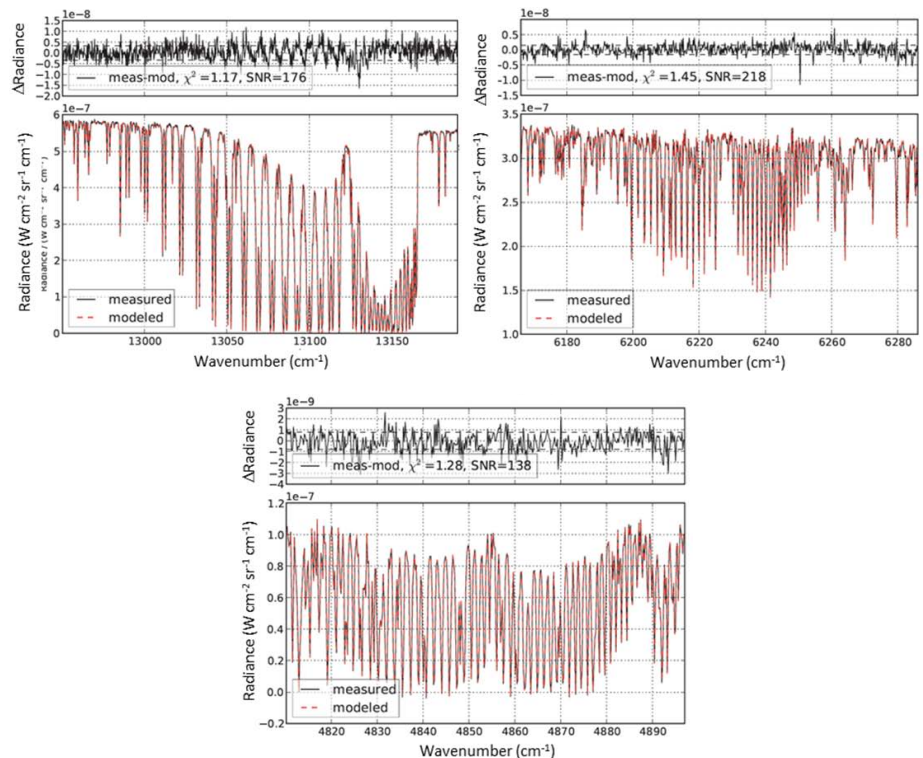 1e−8
1.5
1.0
0.5
0.0
−0.5
−1.0
−1.5
−2.0
ΔRadiance
meas-mod, χ² =1.17, SNR=176
6e−7
6
5
4
3
2
1
0
Radiance (W cm⁻² sr⁻¹ cm⁻¹)
measured
modeled
13000
13050
13100
13150
Wavenumber (cm⁻¹)
1e−8
1.0
0.5
0.0
−0.5
−1.0
−1.5
ΔRadiance
meas-mod, χ² =1.45, SNR=218
3.5
1e−7
3.0
2.5
2.0
1.5
1.0
Radiance (W cm⁻² sr⁻¹ cm⁻¹)
measured
modeled
6180
6200
6220
6240
6260
6280
Wavenumber (cm⁻¹)
1e−9
3
2
1
0
−1
−2
−3
−4
ΔRadiance
meas-mod, χ² =1.28, SNR=138
1.2
1e−7
1.0
0.8
0.6
0.4
0.2
0.0
−0.2
Radiance (W cm⁻² sr⁻¹ cm⁻¹)
measured
modeled
4820
4830
4840
4850
4860
4870
4880
4890
Wavenumber (cm⁻¹)